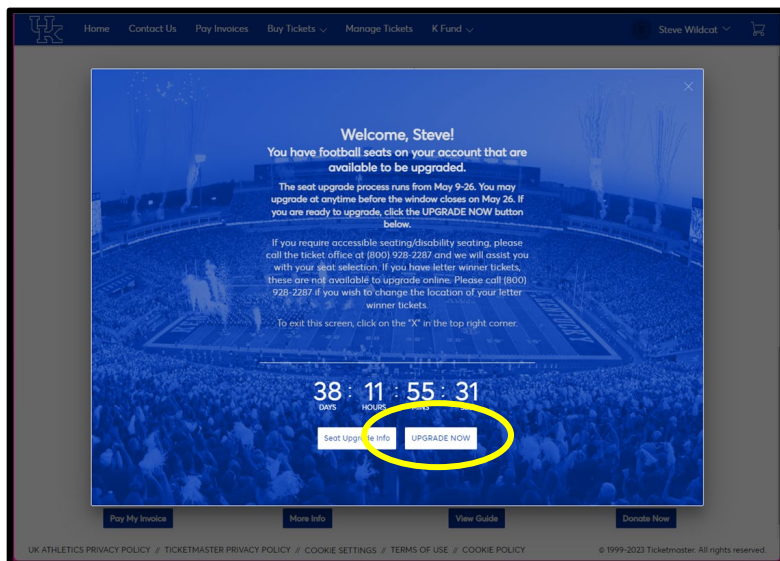 UK
Home Contact Us Pay Invoices Buy Tickets Manage Tickets K Fund Steve Wildcat
Welcome, Steve!
You have football seats on your account that are
available to be upgraded.
The seat upgrade process runs from May 9-26. You may
upgrade at anytime before the window closes on May 26. If
you are ready to upgrade, click the UPGRADE NOW button
below.
If you require accessible seating/disability seating, please
call the ticket office at (800) 928-2287 and we will assist you
with your seat selection. If you have letter winner tickets,
these are not available to upgrade online. Please call (800)
928-2287 if you wish to change the location of your letter
winner tickets.
To exit this screen, click on the "X" in the top right corner.
38 : 11 : 55 : 31
DAYS HOURS MINS
Seat Upgrade Info UPGRADE NOW
Pay My Invoice More Info View Guide Donate Now
UK ATHLETICS PRIVACY POLICY // TICKETMASTER PRIVACY POLICY // COOKIE SETTINGS // TERMS OF USE // COOKIE POLICY © 1999-2023 Ticketmaster. All rights reserved.